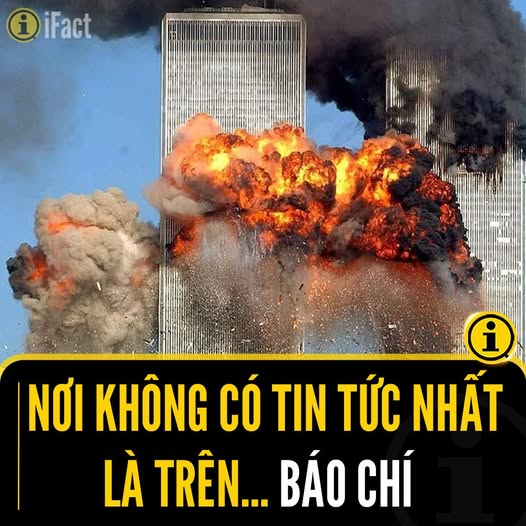 iFact
NƠI KHÔNG CÓ TIN TỨC NHẤT
LÀ TRÊN... BÁO CHÍ